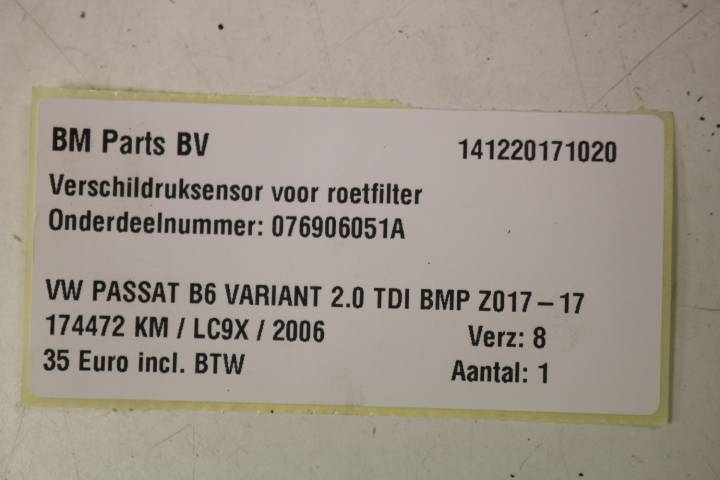 BM Parts BV 141220171020
Verschildruksensor voor roetfilter
Onderdeelnummer: 076906051A
VW PASSAT B6 VARIANT 2.0 TDI BMP Z017-17
174472 KM / LC9X / 2006 Verz: 8
35 Euro incl. BTW Aantal: 1